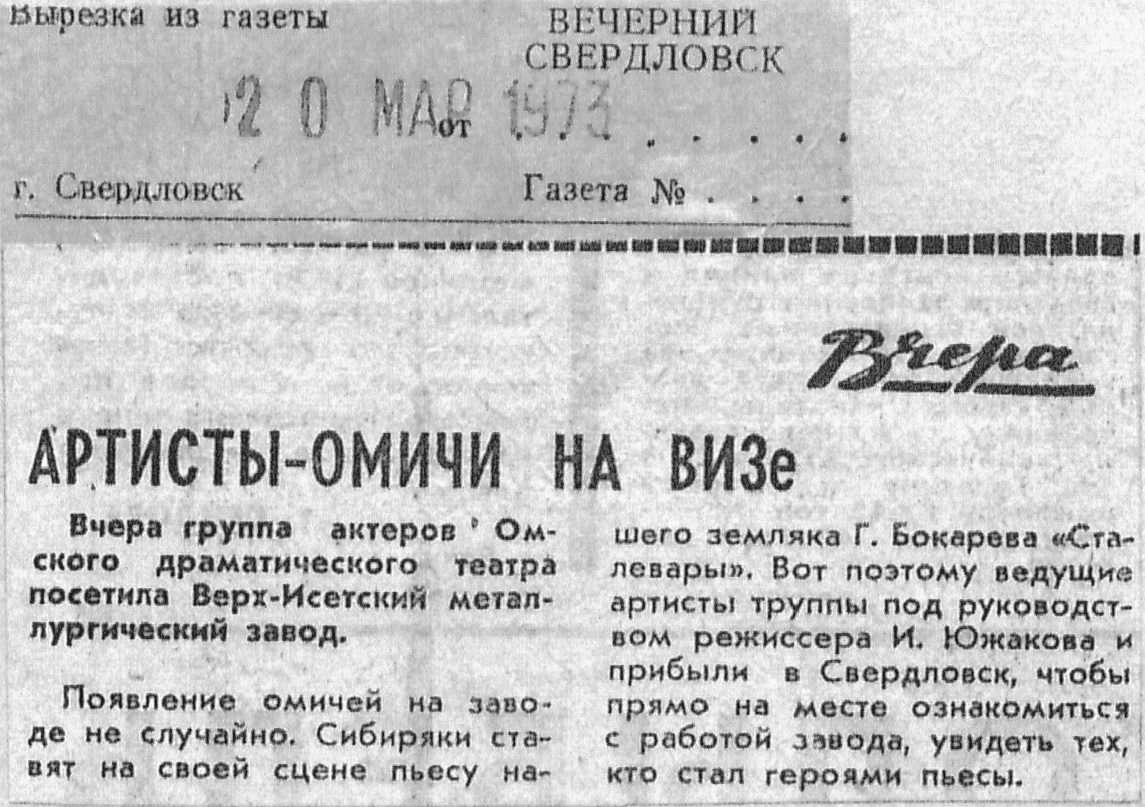 Вырезка из газеты
ВЕЧЕРНИЙ
СВЕРДЛОВСК
20 МАР 1973
от . . . . .
г. Свердловск
Газета № . . . .
Вчера
АРТИСТЫ-ОМИЧИ НА ВИЗе
Вчера группа актеров Ом-
ского драматического театра
посетила Верх-Исетский метал-
лургический завод.
Появление омичей на заво-
де не случайно. Сибиряки ста-
вят на своей сцене пьесу на-
шего земляка Г. Бокарева «Ста-
левары». Вот поэтому ведущие
артисты труппы под руководст-
вом режиссера И. Южакова и
прибыли в Свердловск, чтобы
прямо на месте ознакомиться
с работой завода, увидеть тех,
кто стал героями пьесы.